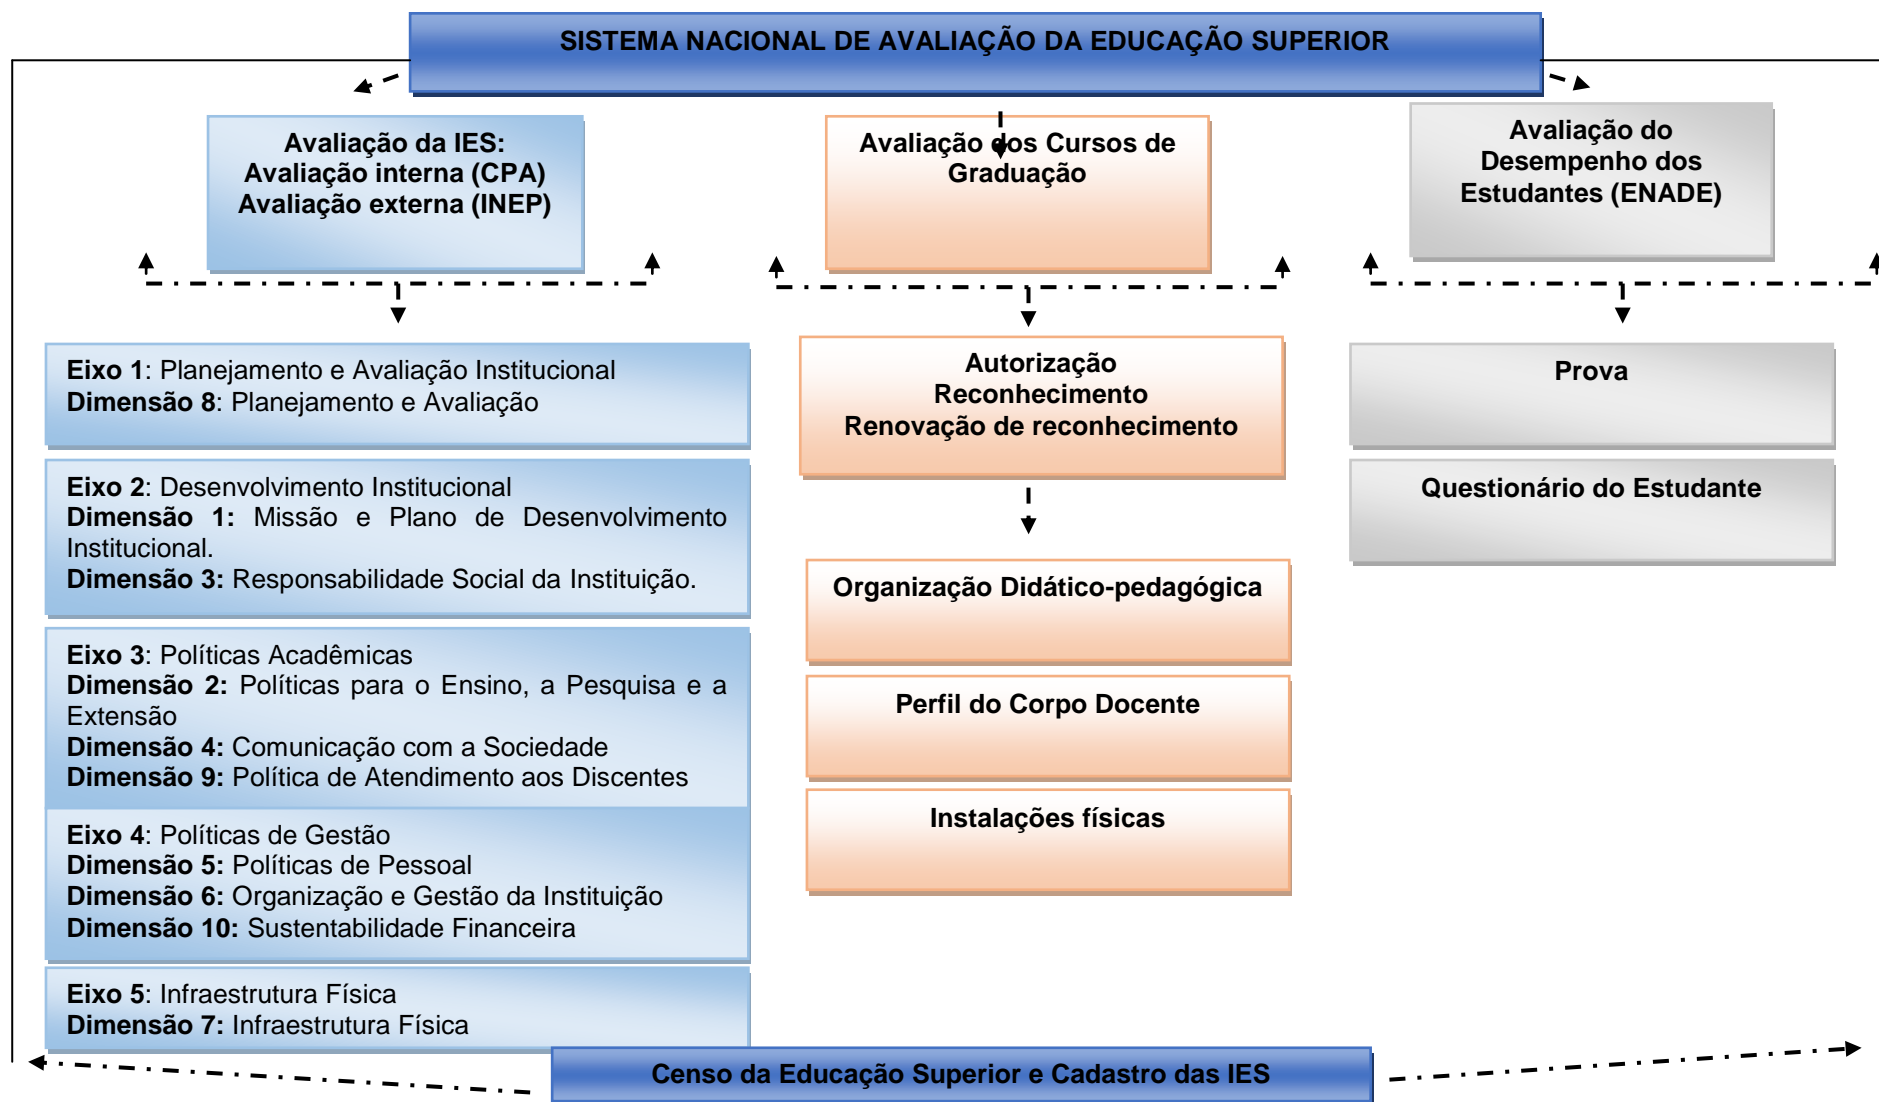 SISTEMA NACIONAL DE AVALIAÇÃO DA EDUCAÇÃO SUPERIOR
Avaliação da IES:
Avaliação interna (CPA)
Avaliação externa (INEP)
Avaliação dos Cursos de
Graduação
Avaliação do
Desempenho dos
Estudantes (ENADE)
Eixo 1: Planejamento e Avaliação Institucional
Dimensão 8: Planejamento e Avaliação
Eixo 2: Desenvolvimento Institucional
Dimensão 1: Missão e Plano de Desenvolvimento
Institucional.
Dimensão 3: Responsabilidade Social da Instituição.
Eixo 3: Políticas Acadêmicas
Dimensão 2: Políticas para o Ensino, a Pesquisa e a
Extensão
Dimensão 4: Comunicação com a Sociedade
Dimensão 9: Política de Atendimento aos Discentes
Eixo 4: Políticas de Gestão
Dimensão 5: Políticas de Pessoal
Dimensão 6: Organização e Gestão da Instituição
Dimensão 10: Sustentabilidade Financeira
Eixo 5: Infraestrutura Física
Dimensão 7: Infraestrutura Física
Autorização
Reconhecimento
Renovação de reconhecimento
Organização Didático-pedagógica
Perfil do Corpo Docente
Instalações físicas
Prova
Questionário do Estudante
Censo da Educação Superior e Cadastro das IES